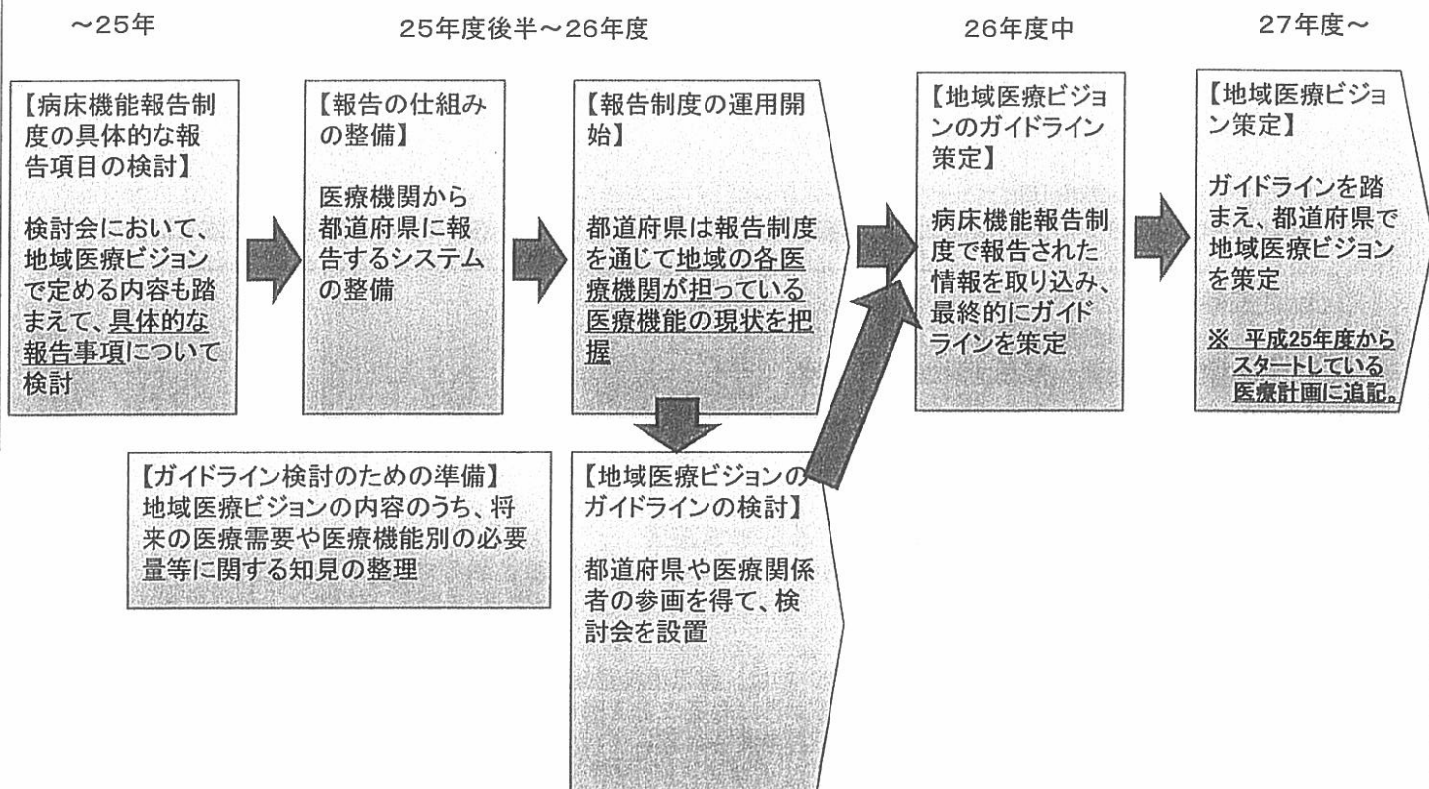 ～25年
25年度後半～26年度
26年度中
27年度～
【病床機能報告制
度の具体的な報
告項目の検討】
検討会において、
地域医療ビジョン
で定める内容も踏
まえて、具体的な
報告事項について
検討
【報告の仕組み
の整備】
医療機関から
都道府県に報
告するシステム
の整備
【報告制度の運用開
始】
都道府県は報告制度
を通じて地域の各医
療機関が担っている
医療機能の現状を把
握
【地域医療ビジョ
ンのガイドライン
策定】
病床機能報告制
度で報告された
情報を取り込み、
最終的にガイド
ラインを策定
【地域医療ビジョ
ン策定】
ガイドラインを踏
まえ、都道府県で
地域医療ビジョン
を策定
※ 平成25年度から
スタートしている
医療計画に追記。
【ガイドライン検討のための準備】
地域医療ビジョンの内容のうち、将
来の医療需要や医療機能別の必要
量等に関する知見の整理
【地域医療ビジョンの
ガイドラインの検討】
都道府県や医療関係
者の参画を得て、検
討会を設置